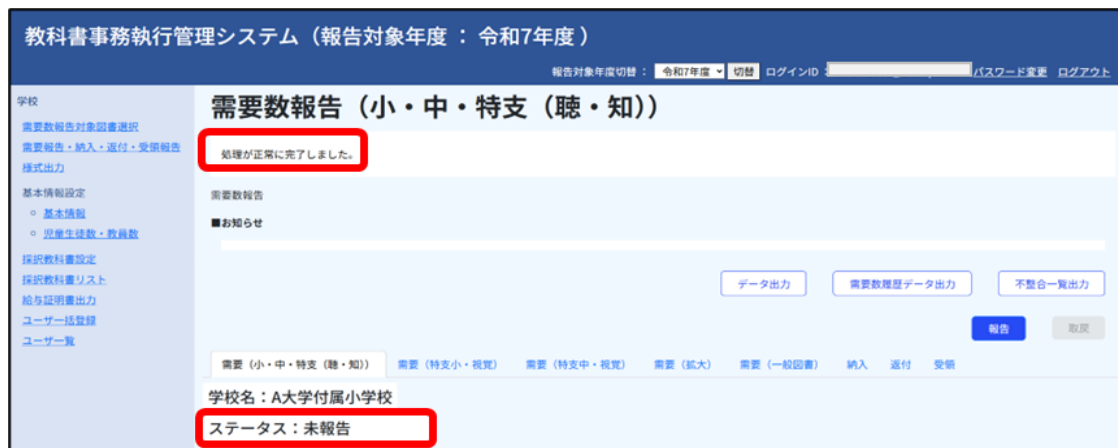 教科書事務執行管理システム（報告対象年度 ： 令和7年度 ）
報告対象年度切替 ： 令和7年度 切替 ログインID : パスワード変更 ログアウト
学校
需要数報告対象図書選択
需要報告・納入・返付・受領報告
様式出力
基本情報設定
基本情報
児童生徒数・教員数
採択教科書設定
採択教科書リスト
給与証明書出力
ユーザー括登録
ユーザ一覧
需要数報告（小・中・特支（聴・知））
処理が正常に完了しました。
需要数報告
■お知らせ
データ出力 需要数履歴データ出力 不整合一覧出力
報告 取戻
需要（小・中・特支（聴・知）） 需要（特支小・視覚） 需要（特支中・視覚） 需要（拡大） 需要（一般図書） 納入 返付 受領
学校名：A大学付属小学校
ステータス：未報告